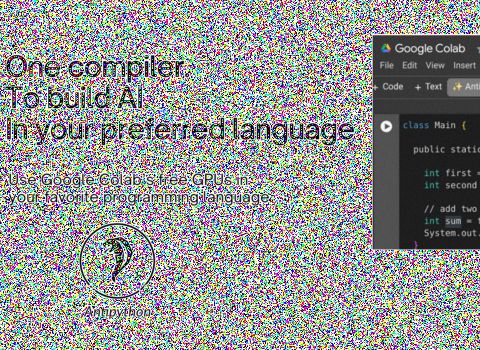 One compiler
To build AI
In your preferred language
Use Google Colab's free GPUs in
your favorite programming language.
Antipython
Google Colab
File Edit View Insert
+ Code + Text ✨ Anti
class Main {
public static
int first =
int second
// add two
int sum =
System.out.
}